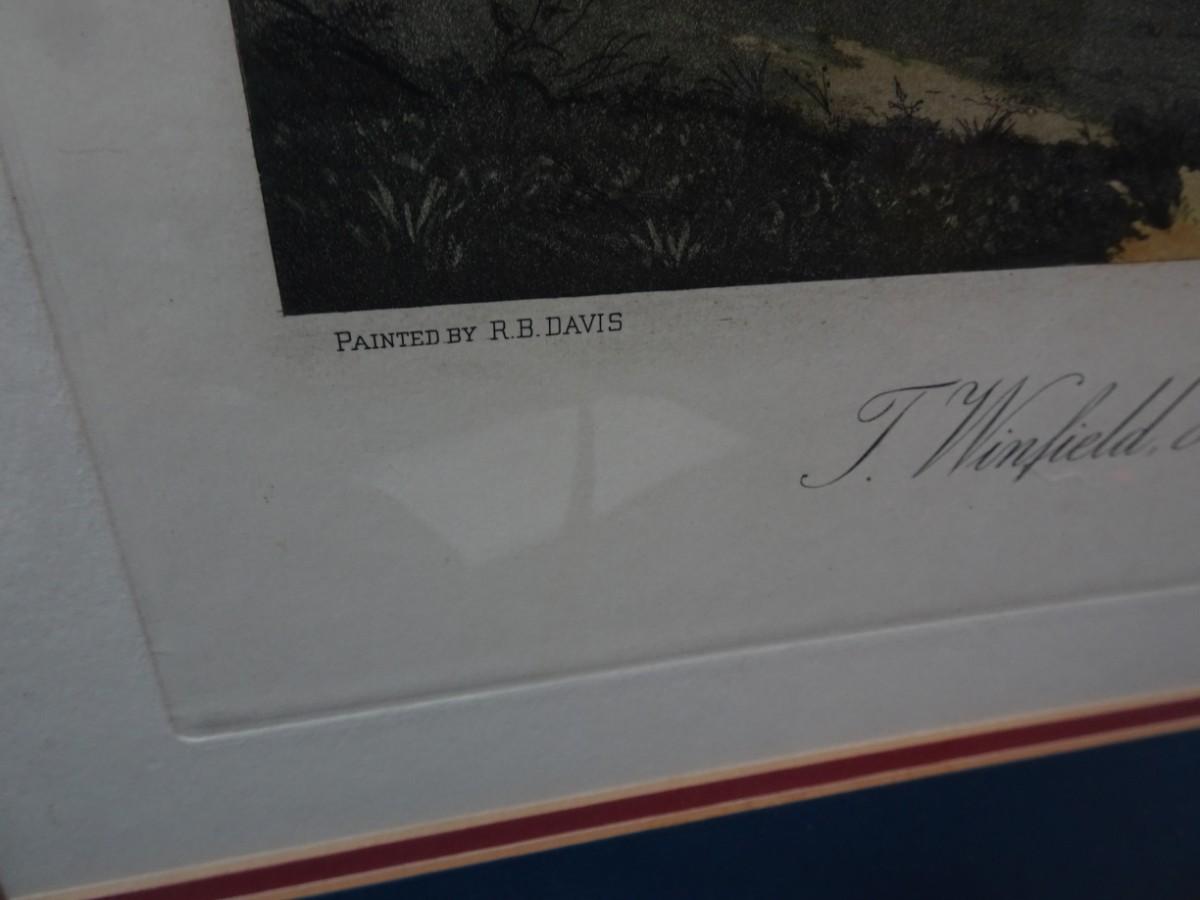 PAINTED BY R.B. DAVIS
T. Winfield,